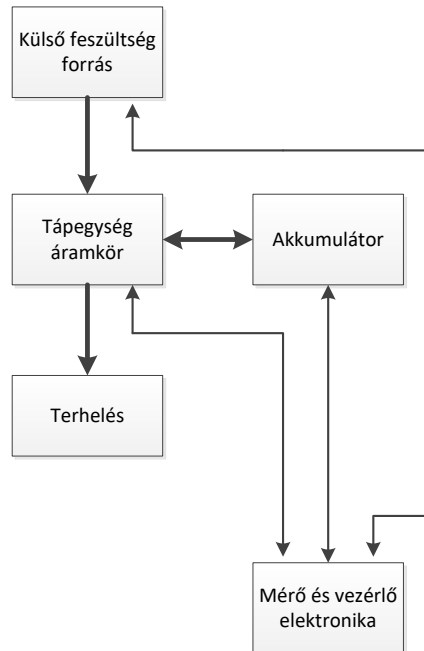 Külső feszültség
forrás
Tápegység
áramkör
Akkumulátor
Terhelés
Mérő és vezérlő
elektronika